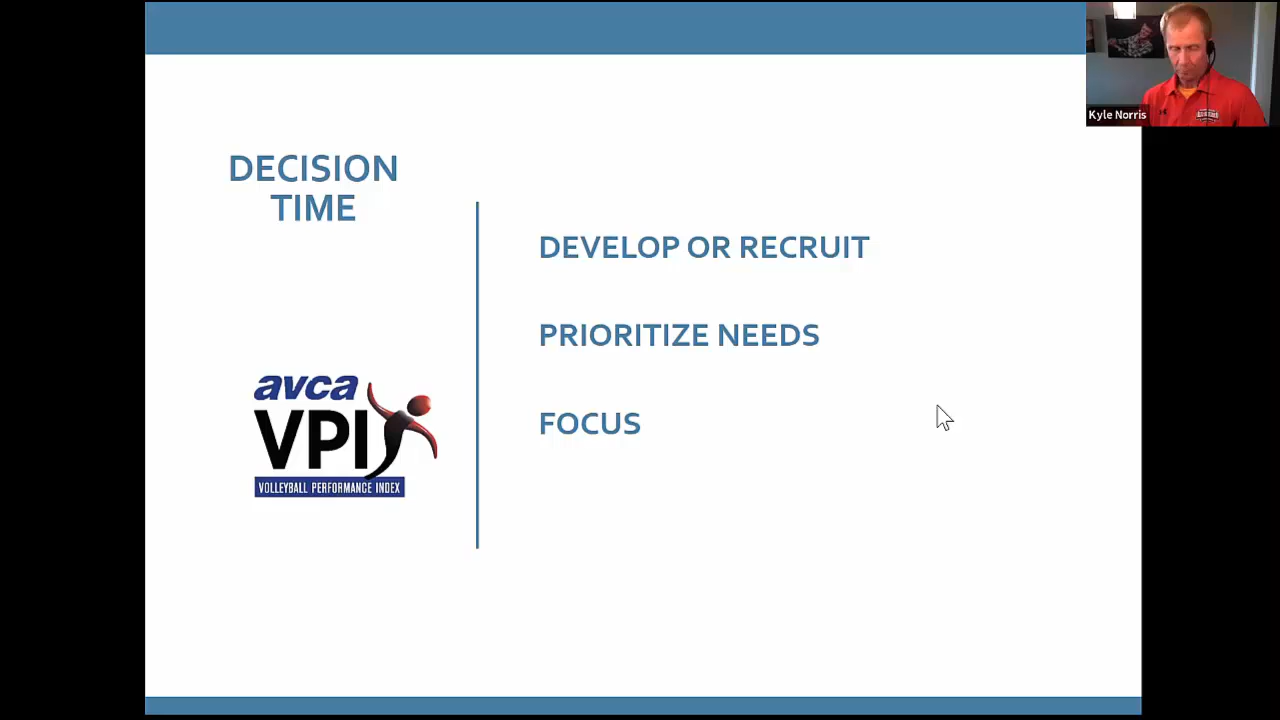 DECISION
TIME
DEVELOP OR RECRUIT
PRIORITIZE NEEDS
FOCUS
avca
VPI
VOLLEYBALL PERFORMANCE INDEX
Kyle Norris